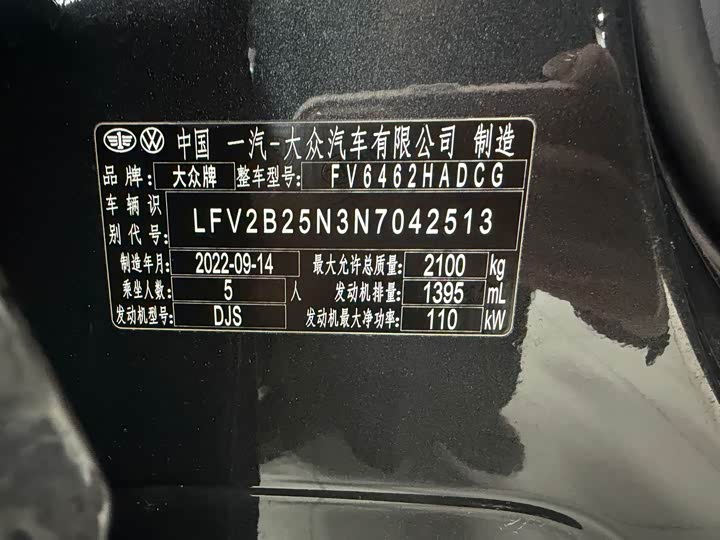 中国 一汽-大众汽车有限公司 制造
品牌: 大众牌 整车型号: FV6462HADCG
车辆识别代号: LFV2B25N3N7042513
制造年月: 2022-09-14 最大允许总质量: 2100 kg
乘坐人数: 5 人 发动机排量: 1395 mL
发动机型号: DJS 发动机最大净功率: 110 kW